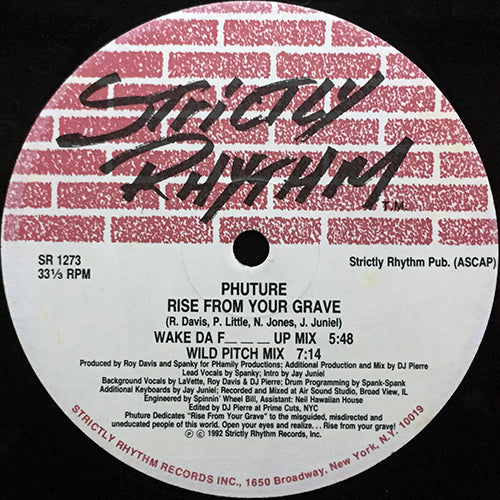 STRICTLY
RHYTHM
T.M.
SR 1273
33⅓ RPM
Strictly Rhythm Pub. (ASCAP)
PHUTURE
RISE FROM YOUR GRAVE
(R. Davis, P. Little, N. Jones, J. Juniel)
WAKE DA F_ _ _ UP MIX 5:48
WILD PITCH MIX 7:14
Produced by Roy Davis and Spanky for PHamily Productions; Additional Production and Mix by DJ Pierre
Lead Vocals by Spanky; Intro by Jay Juniel
Background Vocals by LaVette, Roy Davis & DJ Pierre; Drum Programming by Spank-Spank
Additional Keyboards by Jay Juniel; Recorded and Mixed at Air Sound Studio, Broad View, IL
Engineered by Spinnin' Wheel Bill, Assistant: Neil Hawaiian House
Edited by DJ Pierre at Prime Cuts, NYC
Phuture Dedicates "Rise From Your Grave" to the misguided, misdirected and
uneducated people of this world. Open your eyes and realize... Rise from your grave!
℗ © 1992 Strictly Rhythm Records, Inc.
STRICTLY RHYTHM RECORDS INC., 1650 Broadway, New York, N.Y. 10019